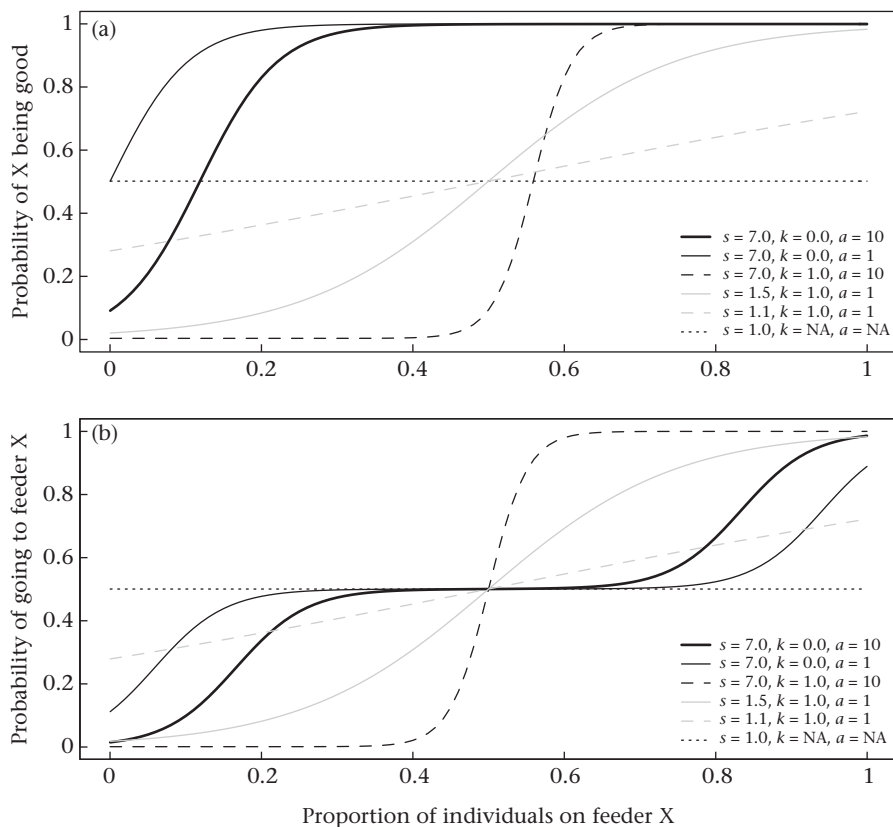 (a)
Probability of X being good
1
0.8
0.6
0.4
0.2
0
s = 7.0, k = 0.0, a = 10
s = 7.0, k = 0.0, a = 1
s = 7.0, k = 1.0, a = 10
s = 1.5, k = 1.0, a = 1
s = 1.1, k = 1.0, a = 1
s = 1.0, k = NA, a = NA
0 0.2 0.4 0.6 0.8 1
(b)
Probability of going to feeder X
1
0.8
0.6
0.4
0.2
0
s = 7.0, k = 0.0, a = 10
s = 7.0, k = 0.0, a = 1
s = 7.0, k = 1.0, a = 10
s = 1.5, k = 1.0, a = 1
s = 1.1, k = 1.0, a = 1
s = 1.0, k = NA, a = NA
0 0.2 0.4 0.6 0.8 1
Proportion of individuals on feeder X